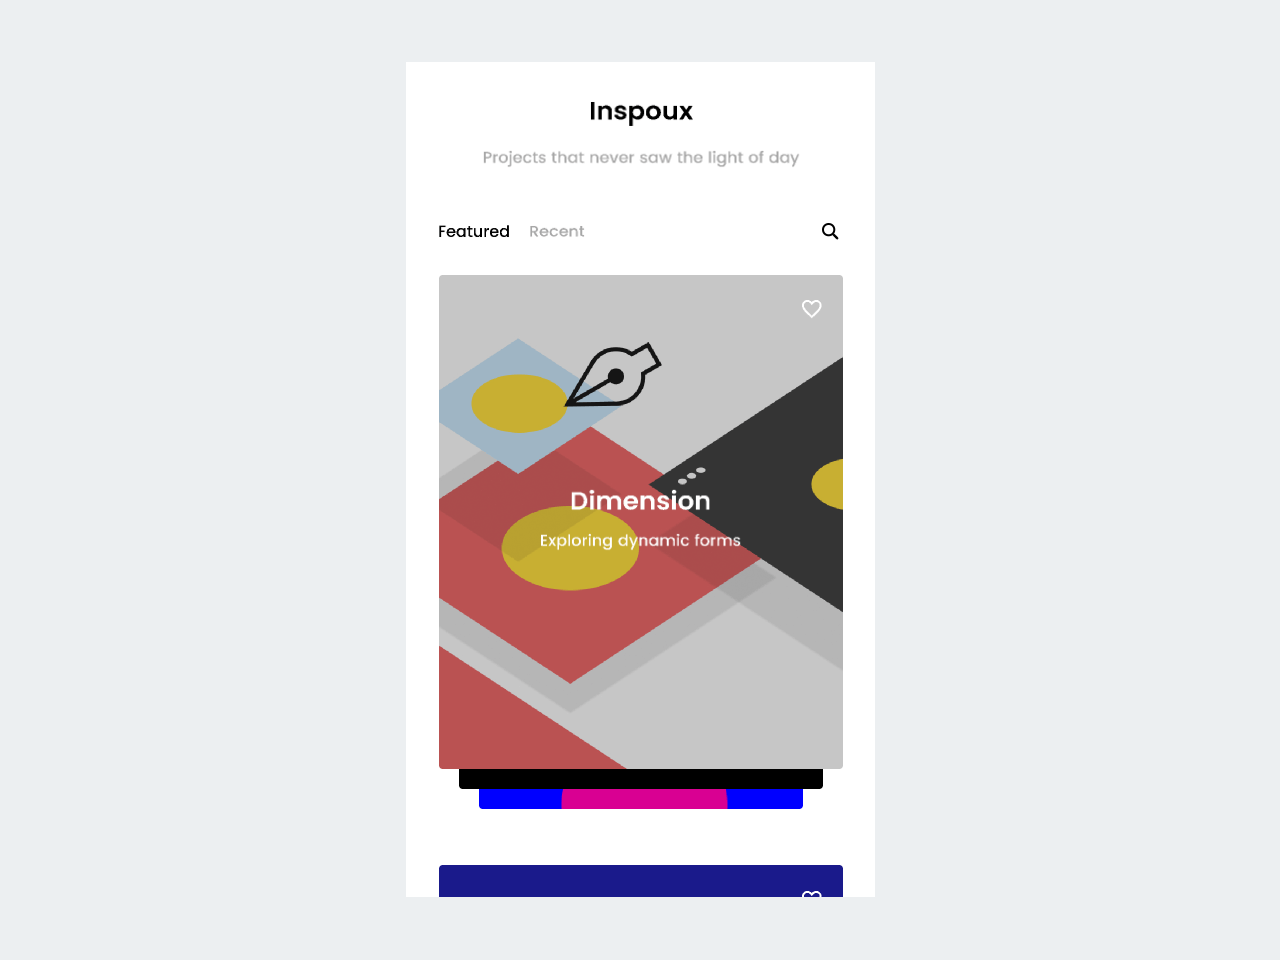 Inspoux
Projects that never saw the light of day
Featured Recent
Dimension
Exploring dynamic forms